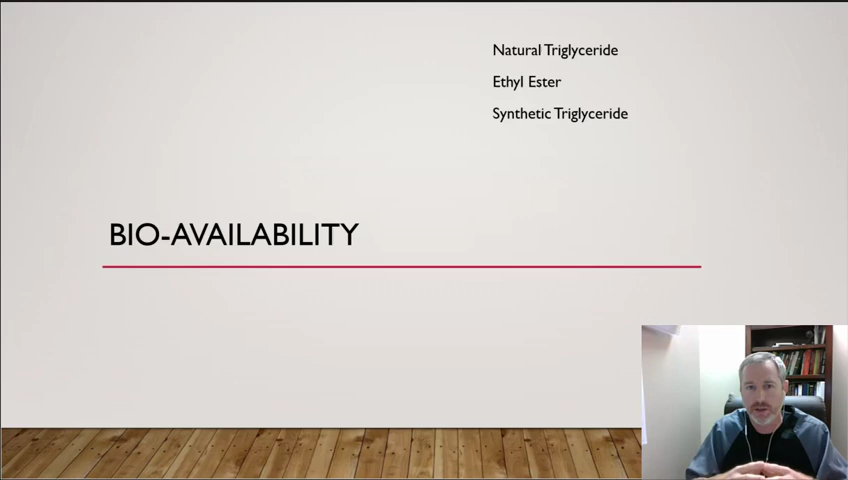 Natural Triglyceride
Ethyl Ester
Synthetic Triglyceride
BIO-AVAILABILITY